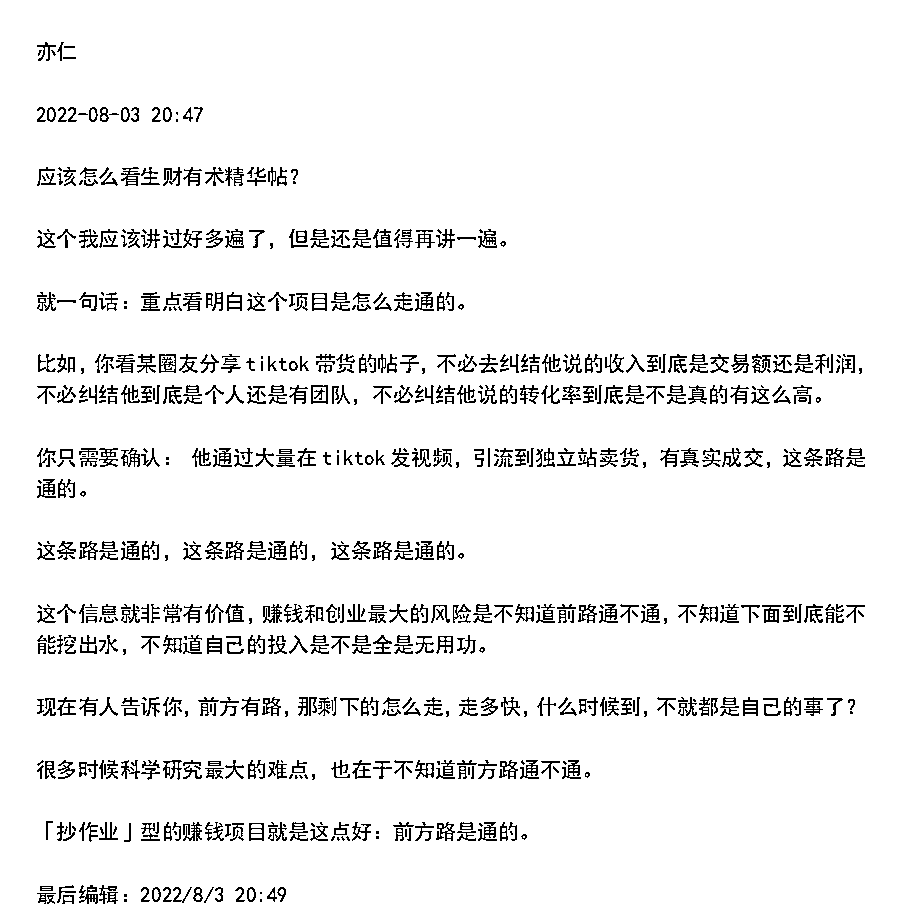 亦仁
2022-08-03 20:47
应该怎么看生财有术精华帖？
这个我应该讲过好多遍了，但是还是值得再讲一遍。
就一句话：重点看明白这个项目是怎么走通的。
比如，你看某圈友分享 tiktok 带货的帖子，不必去纠结他说的收入到底是交易额还是利润，
不必纠结他到底是个人还是有团队，不必纠结他说的转化率到底是不是真的有这么高。
你只需要确认： 他通过大量在 tiktok 发视频，引流到独立站卖货，有真实成交，这条路是
通的。
这条路是通的，这条路是通的，这条路是通的。
这个信息就非常有价值，赚钱和创业最大的风险是不知道前路通不通，不知道下面到底能不
能挖出水，不知道自己的投入是不是全是无用功。
现在有人告诉你，前方有路，那剩下的怎么走，走多快，什么时候到，不就都是自己的事了？
很多时候科学研究最大的难点，也在于不知道前方路通不通。
「抄作业」型的赚钱项目就是这点好：前方路是通的。
最后编辑：2022/8/3 20:49